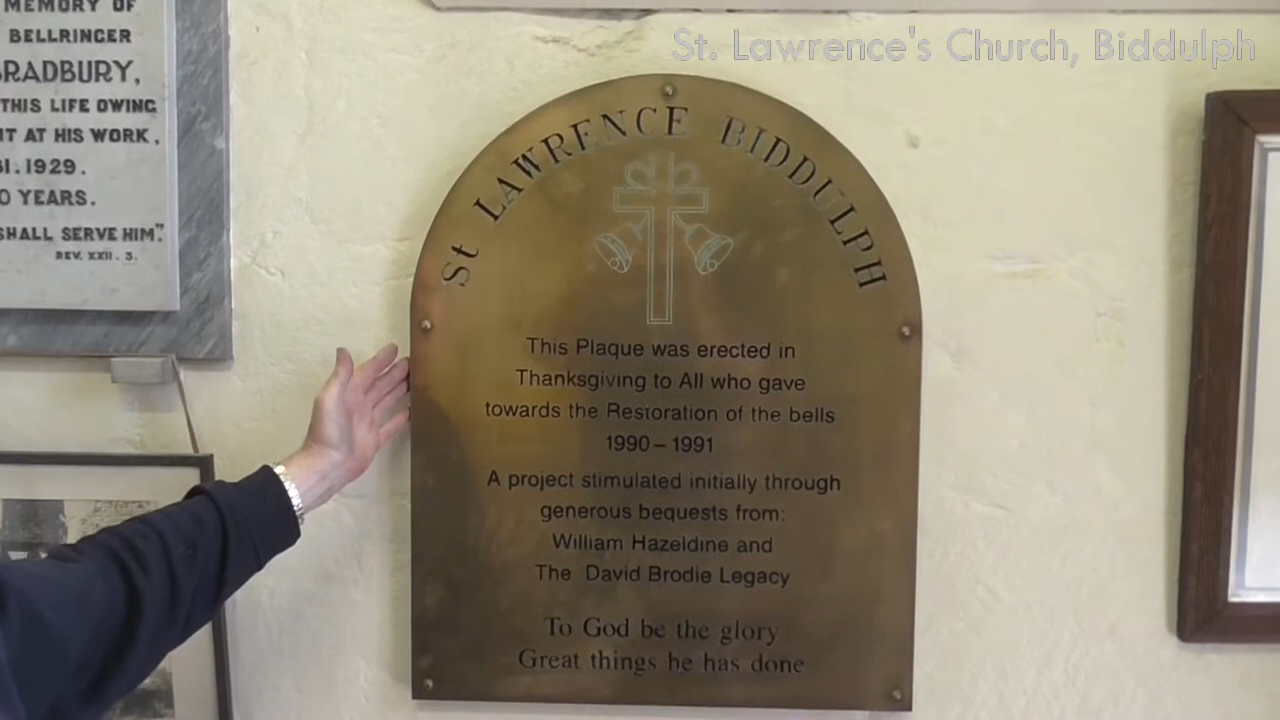 St. Lawrence's Church, Biddulph
MEMORY OF
BELLRINGER
RADBURY,
THIS LIFE OWING
AT HIS WORK,
1929.
YEARS.
SHALL SERVE HIM."
REV. XXII. 3.
St LAWRENCE BIDDULPH
This Plaque was erected in
Thanksgiving to All who gave
towards the Restoration of the bells
1990 – 1991
A project stimulated initially through
generous bequests from:
William Hazeldine and
The David Brodie Legacy
To God be the glory
Great things he has done